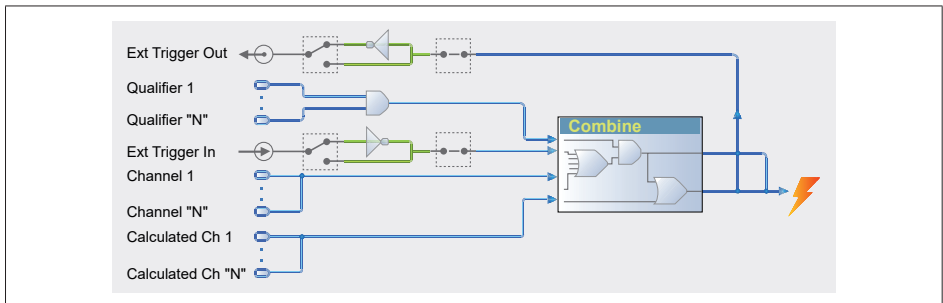 Ext Trigger Out
Qualifier 1
Qualifier "N"
Ext Trigger In
Channel 1
Channel "N"
Calculated Ch 1
Calculated Ch "N"
Combine